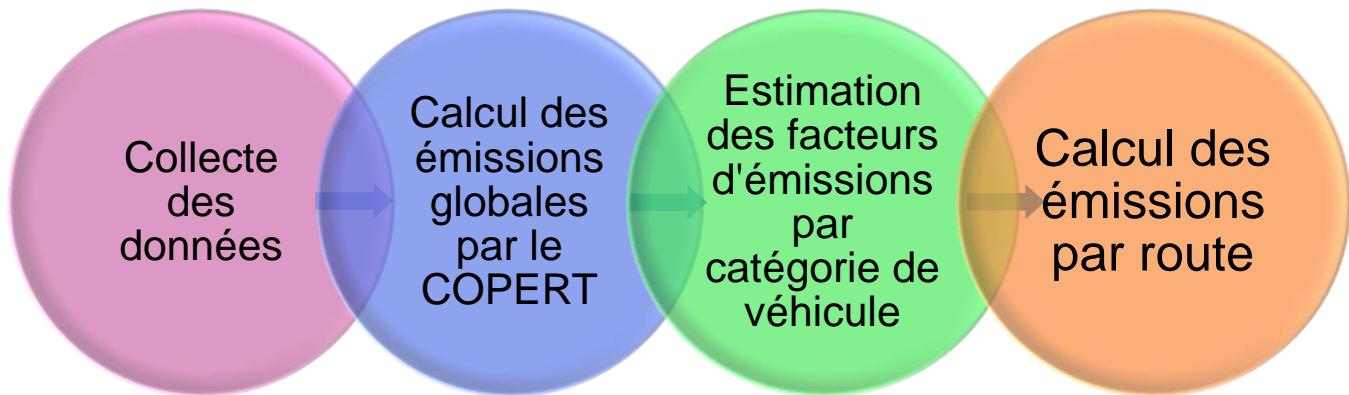 Collecte
des
données
Calcul des
émissions
globales
par le
COPERT
Estimation
des facteurs
d'émissions
par
catégorie de
véhicule
Calcul des
émissions
par route